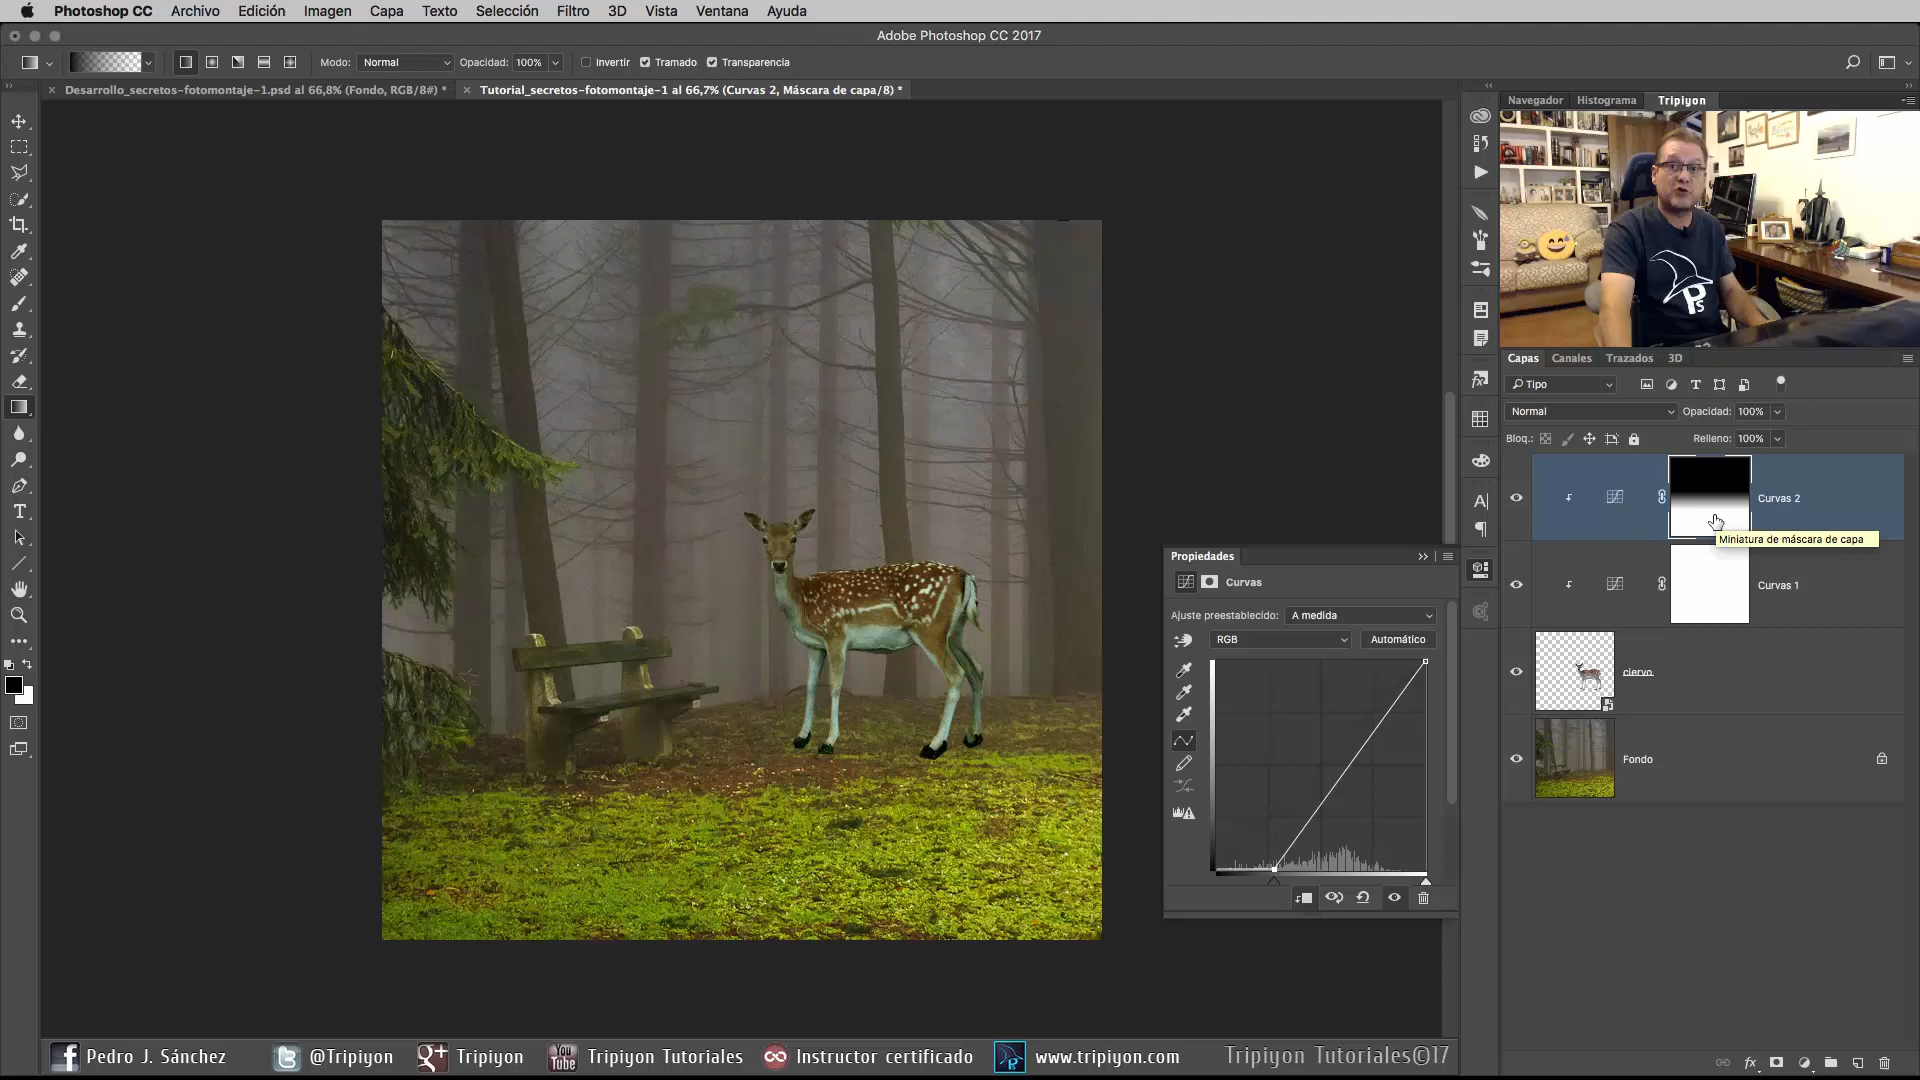 Photoshop CC Archivo Edición Imagen Capa Texto Selección Filtro 3D Vista Ventana Ayuda
Adobe Photoshop CC 2017
Modo: Normal Opacidad: 100% Invertir Tramado Transparencia
Desarrollo_secretos-fotomontaje-1.psd al 66,8% (Fondo, RGB/8#) *
Tutorial_secretos-fotomontaje-1 al 66,7% (Curvas 2, Máscara de capa/8) *
Navegador Histograma Tripiyon
Capas Canales Trazados 3D
Tipo
Normal Opacidad: 100%
Bloq.: Relleno: 100%
Curvas 2
Miniatura de máscara de capa
Curvas 1
ciervo
Fondo
Propiedades
Curvas
Ajuste preestablecido: A medida
RGB Automático
Pedro J. Sánchez @Tripiyon Tripiyon Tripiyon Tutoriales Instructor certificado www.tripiyon.com Tripiyon Tutoriales©17